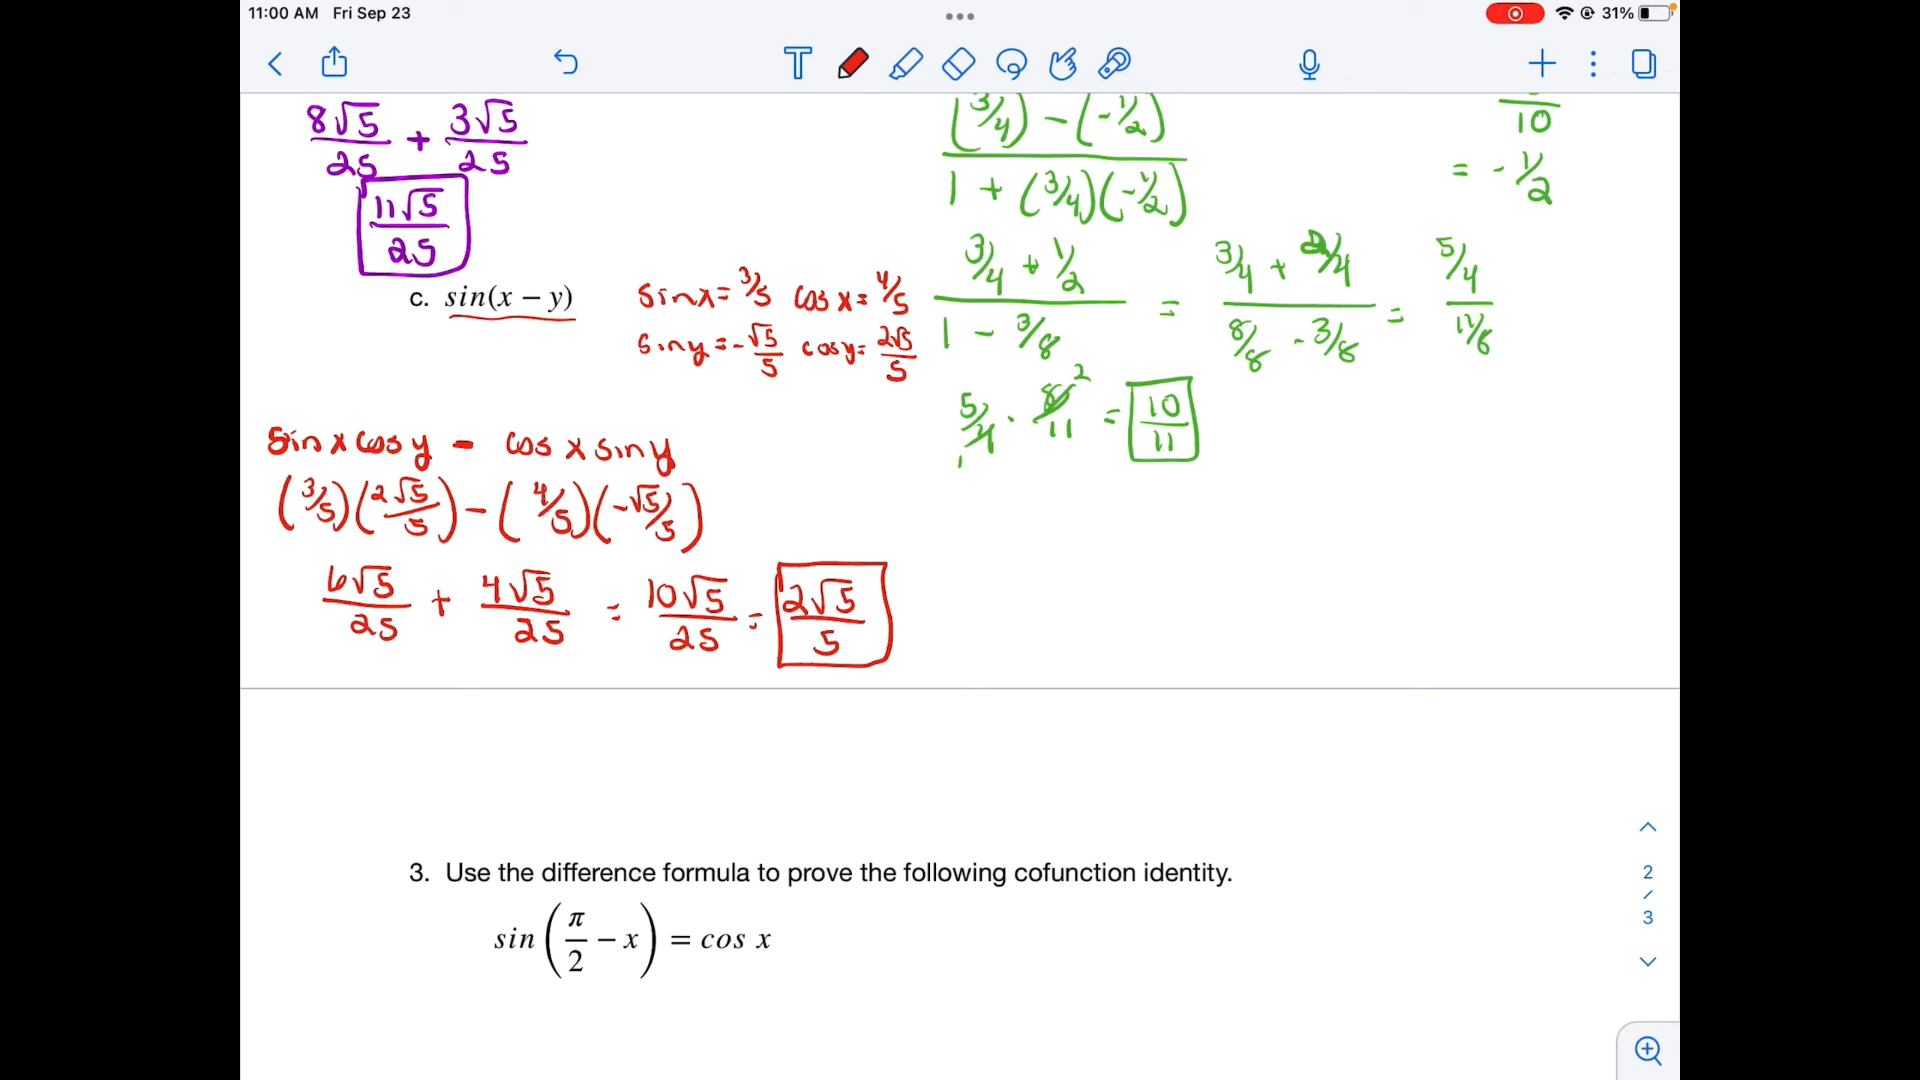 11:00 AM Fri Sep 23
31%
8√5/25 + 3√5/25
11√5/25
(3/4) - (-1/2)
1 + (3/4)(-1/2)
10
= -1/2
c. sin(x − y)
sinx = 3/5 cos x = 4/5
sin y = -√5/5 cos y = 2√5/5
3/4 + 1/2
1 - 3/8
= 3/4 + 2/4
8/8 - 3/8
= 5/4
11/8
5/4 · 8/11 = 10/11
1 2
sin x cos y - cos x sin y
(3/5)(2√5/5) - (4/5)(-√5/5)
6√5/25 + 4√5/25 = 10√5/25 = 2√5/5
3. Use the difference formula to prove the following cofunction identity.
sin(π/2 − x) = cos x
2
/
3